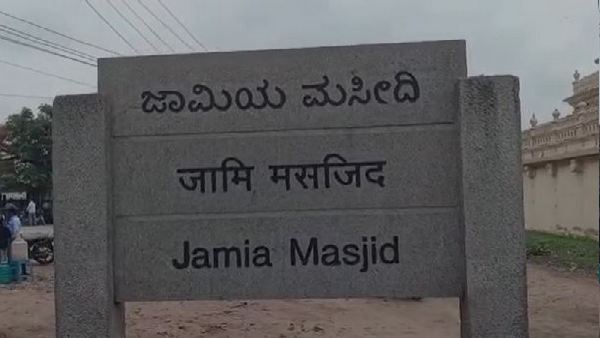 ಜಾಮಿಯ ಮಸೀದಿ
जामि मसजिद
Jamia Masjid